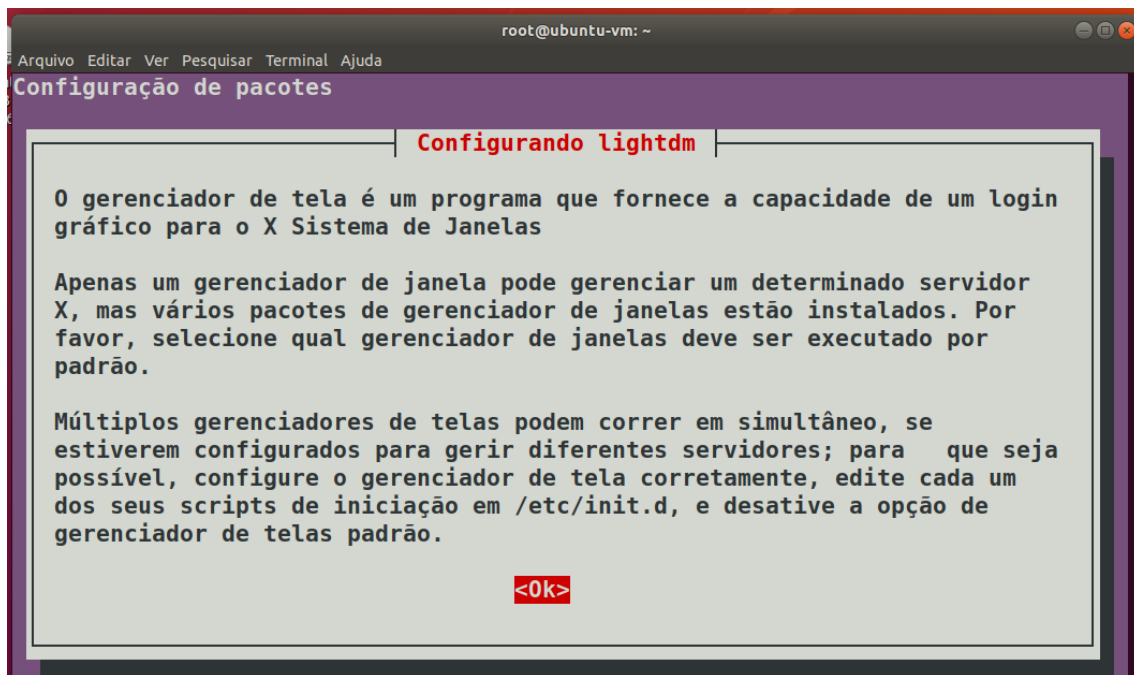 root@ubuntu-vm: ~
Arquivo Editar Ver Pesquisar Terminal Ajuda
Configuração de pacotes
Configurando lightdm
O gerenciador de tela é um programa que fornece a capacidade de um login
gráfico para o X Sistema de Janelas
Apenas um gerenciador de janela pode gerenciar um determinado servidor
X, mas vários pacotes de gerenciador de janelas estão instalados. Por
favor, selecione qual gerenciador de janelas deve ser executado por
padrão.
Múltiplos gerenciadores de telas podem correr em simultâneo, se
estiverem configurados para gerir diferentes servidores; para   que seja
possível, configure o gerenciador de tela corretamente, edite cada um
dos seus scripts de iniciação em /etc/init.d, e desative a opção de
gerenciador de telas padrão.
<Ok>